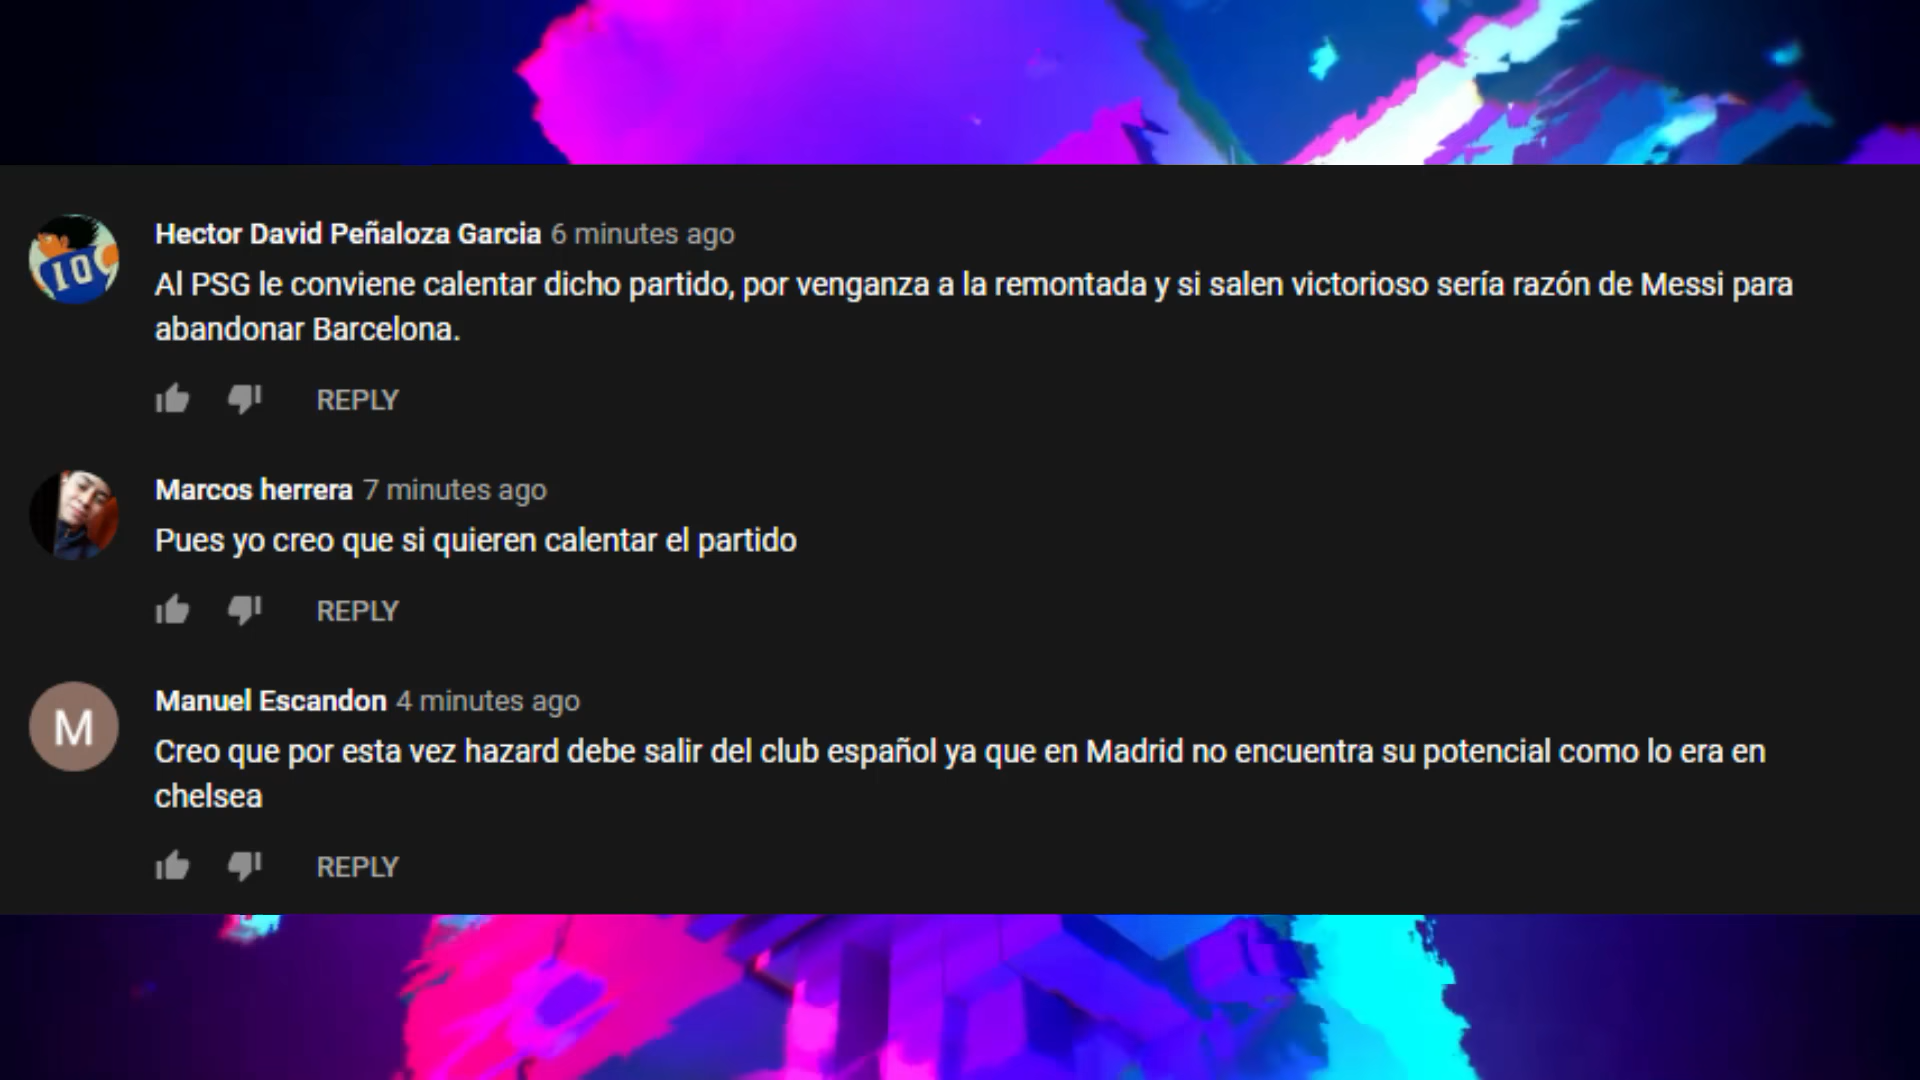 Hector David Peñaloza Garcia 6 minutes ago
Al PSG le conviene calentar dicho partido, por venganza a la remontada y si salen victorioso sería razón de Messi para
abandonar Barcelona.
REPLY
Marcos herrera 7 minutes ago
Pues yo creo que si quieren calentar el partido
REPLY
M
Manuel Escandon 4 minutes ago
Creo que por esta vez hazard debe salir del club español ya que en Madrid no encuentra su potencial como lo era en
chelsea
REPLY
10